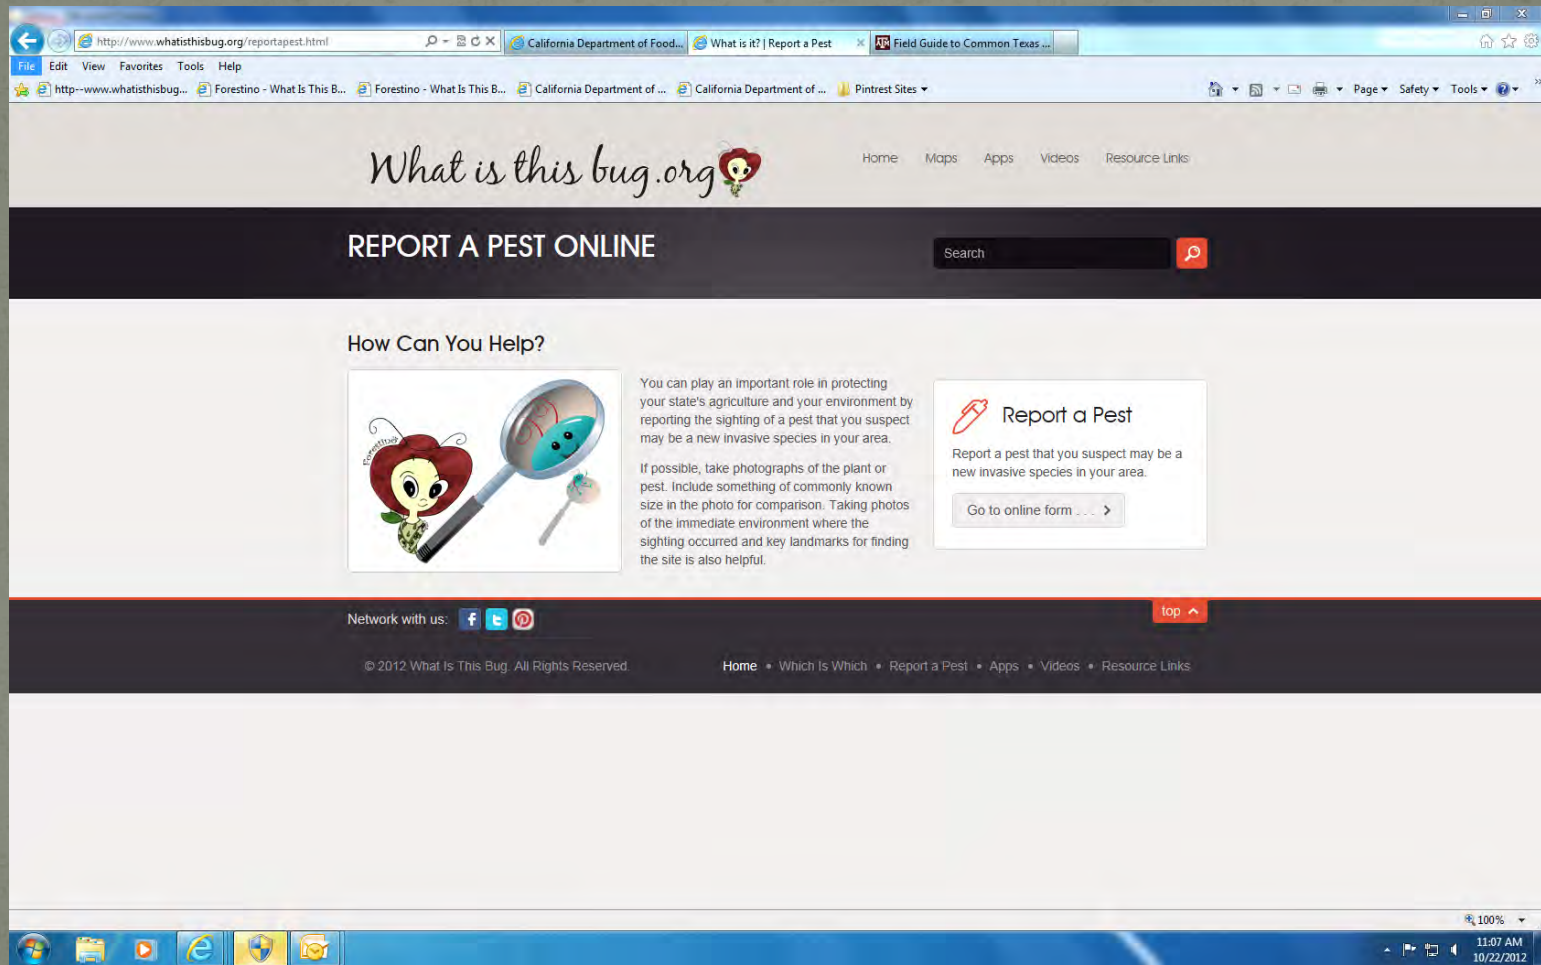 http://www.whatisthisbug.org/reportapest.html
California Department of Food...
What is it? | Report a Pest
Field Guide to Common Texas ...
File Edit View Favorites Tools Help
http--www.whatisthisbug... Forestino - What Is This B... Forestino - What Is This B... California Department of ... California Department of ... Pintrest Sites
Page Safety Tools
What is this bug.org
Home Maps Apps Videos Resource Links
REPORT A PEST ONLINE
Search
How Can You Help?
You can play an important role in protecting
your state's agriculture and your environment by
reporting the sighting of a pest that you suspect
may be a new invasive species in your area.
If possible, take photographs of the plant or
pest. Include something of commonly known
size in the photo for comparison. Taking photos
of the immediate environment where the
sighting occurred and key landmarks for finding
the site is also helpful.
Report a Pest
Report a pest that you suspect may be a
new invasive species in your area.
Go to online form . . .
Network with us:
top
© 2012 What Is This Bug. All Rights Reserved.
Home • Which Is Which • Report a Pest • Apps • Videos • Resource Links
100%
11:07 AM
10/22/2012